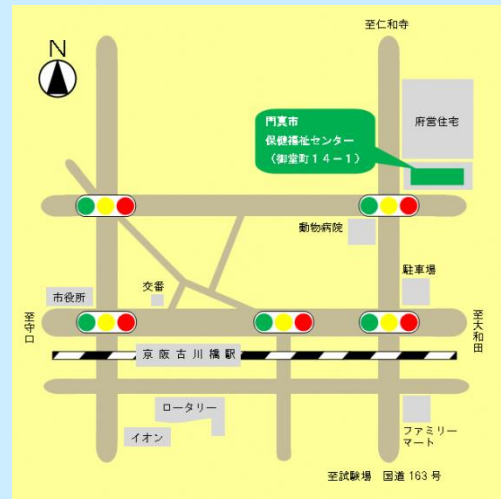 至仁和寺
N
門真市
保健福祉センター
(御堂町14-1)
府営住宅
動物病院
駐車場
交番
市役所
至守口
至大和田
京阪古川橋駅
ロータリー
イオン
ファミリー
マート
至試験場 国道163号